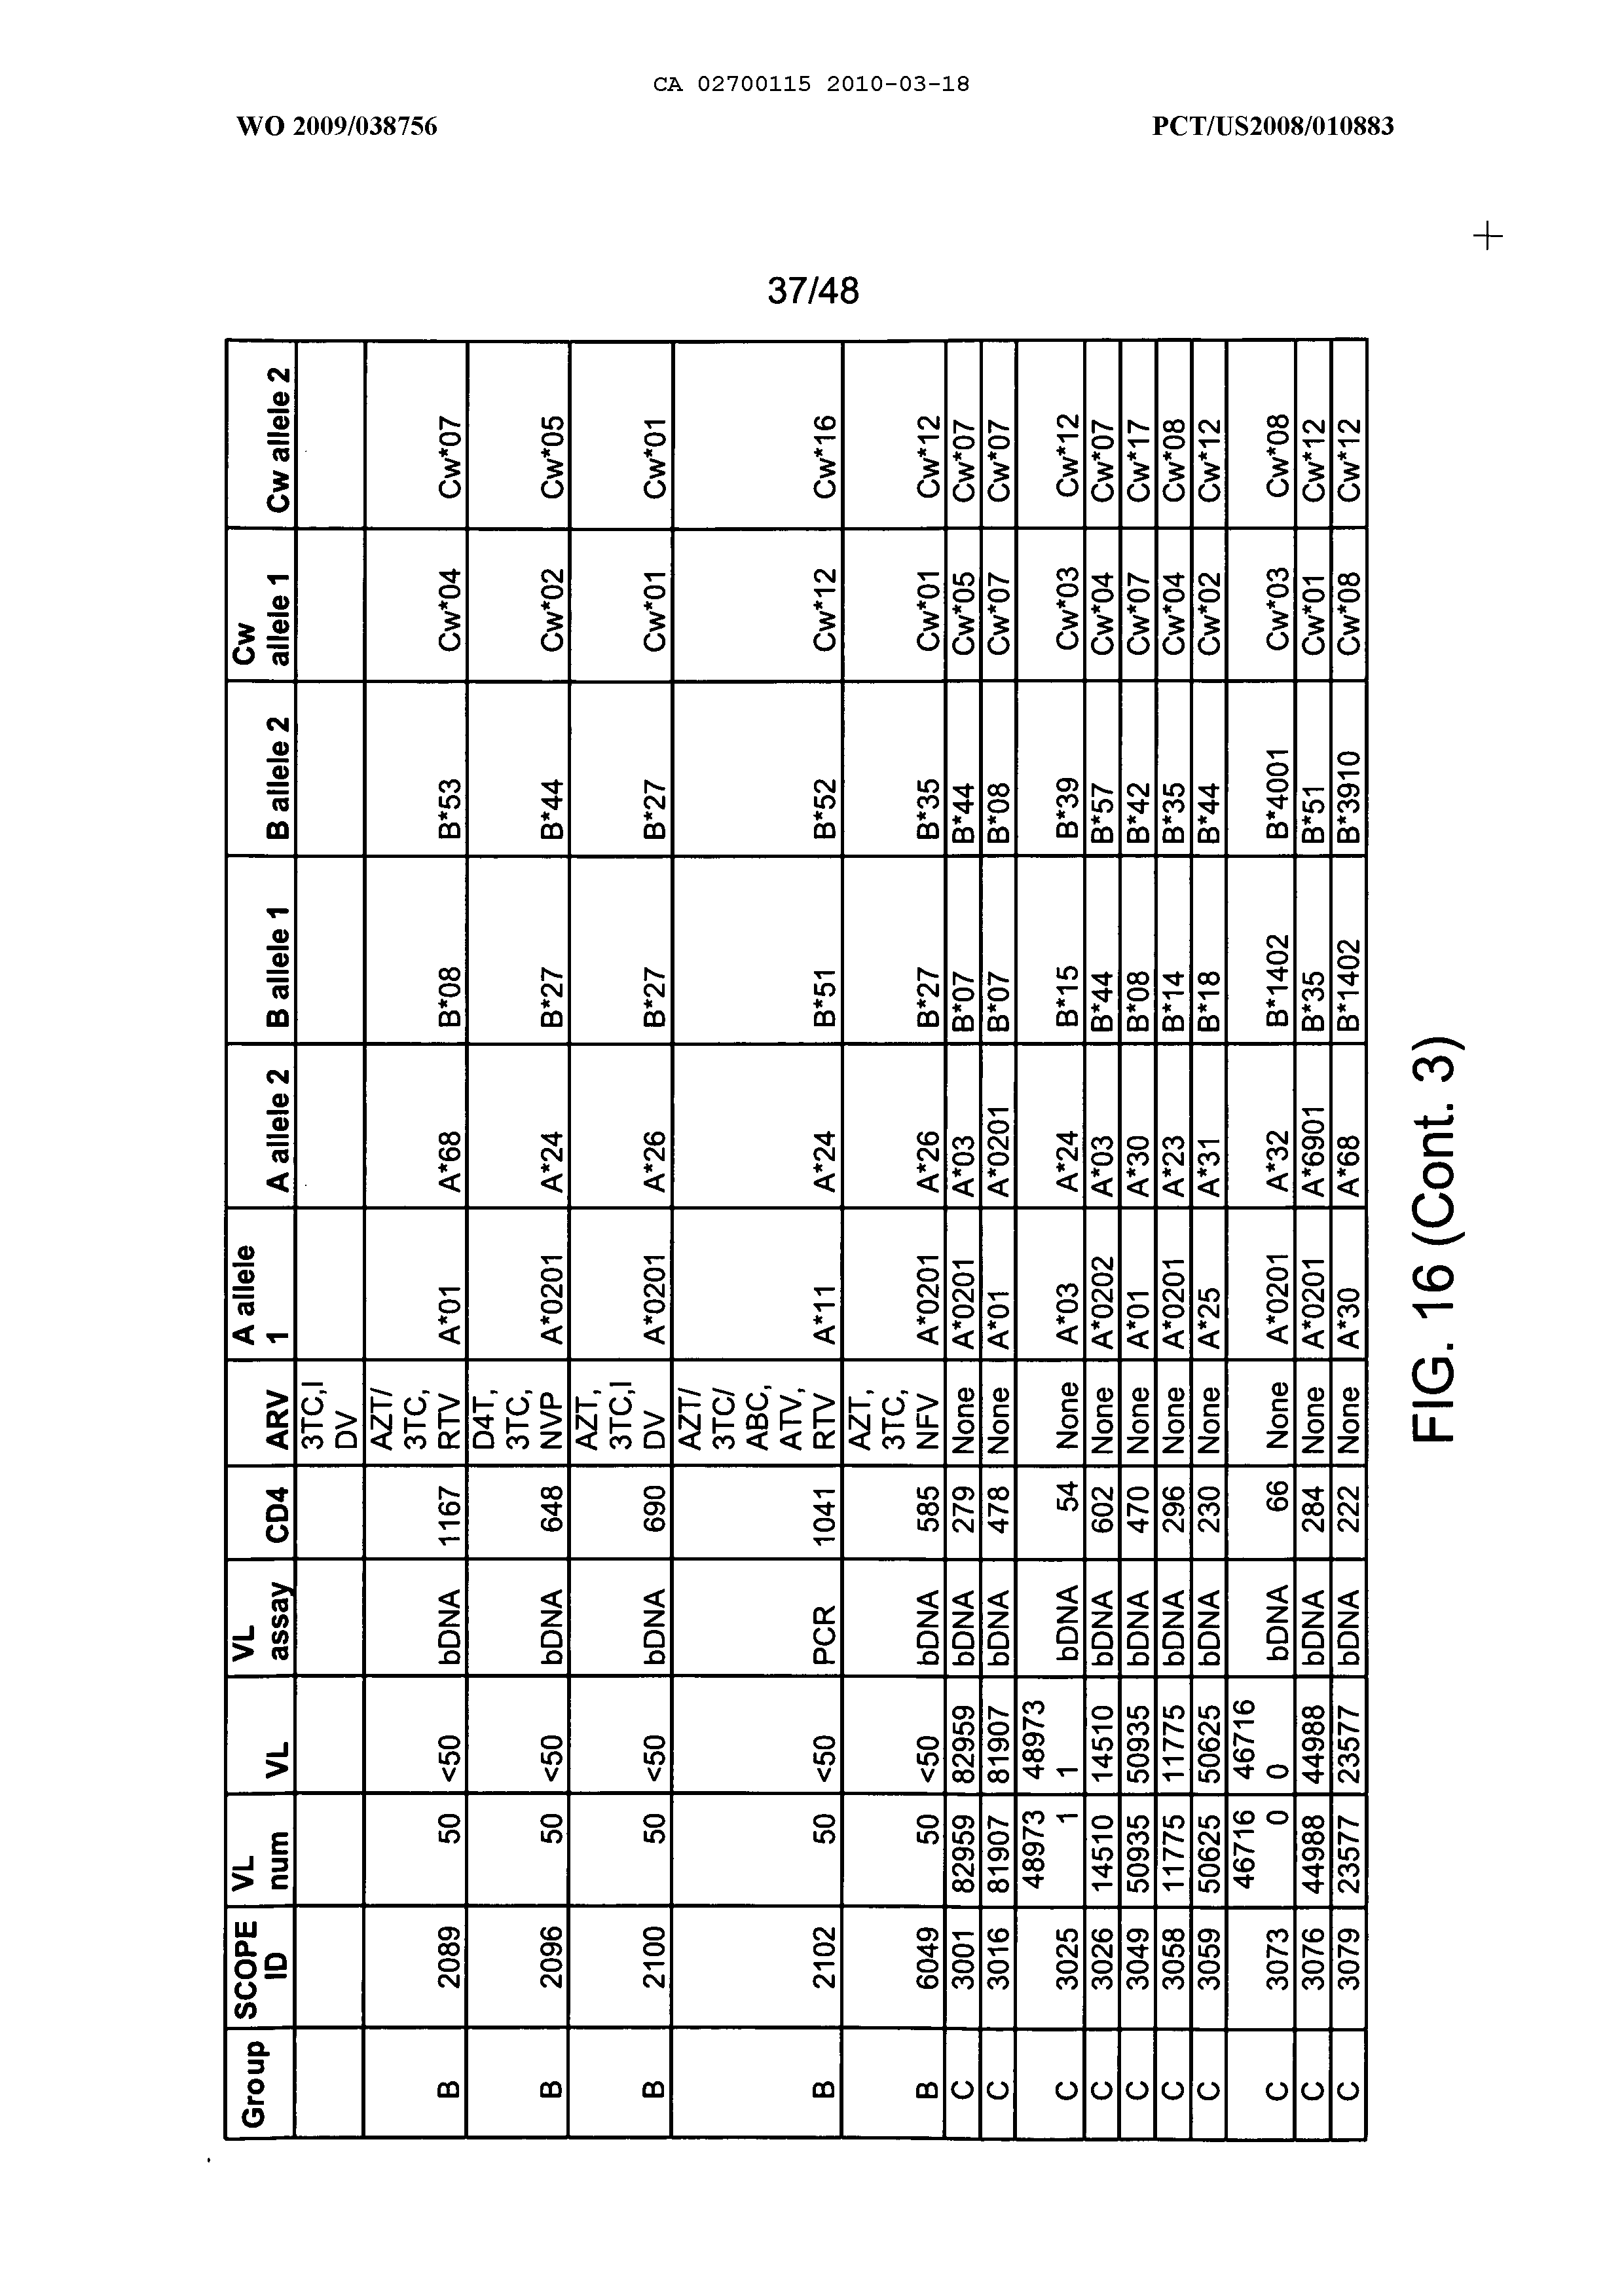 CA 02700115 2010-03-18
WO 2009/038756 PCT/US2008/010883
37/48
Group SCOPE ID VL num VL VL assay CD4 ARV A allele 1 A allele 2 B allele 1 B allele 2 Cw allele 1 Cw allele 2
3TC,I
DV
AZT/
3TC,
B 2089 50 <50 bDNA 1167 RTV A*01 A*68 B*08 B*53 Cw*04 Cw*07
D4T,
3TC,
B 2096 50 <50 bDNA 648 NVP A*0201 A*24 B*27 B*44 Cw*02 Cw*05
AZT,
3TC,I
B 2100 50 <50 bDNA 690 DV A*0201 A*26 B*27 B*27 Cw*01 Cw*01
AZT/
3TC/
ABC,
ATV,
B 2102 50 <50 PCR 1041 RTV A*11 A*24 B*51 B*52 Cw*12 Cw*16
AZT,
3TC,
B 6049 50 <50 bDNA 585 NFV A*0201 A*26 B*27 B*35 Cw*01 Cw*12
C 3001 82959 82959 bDNA 279 None A*0201 A*03 B*07 B*44 Cw*05 Cw*07
C 3016 81907 81907 bDNA 478 None A*01 A*0201 B*07 B*08 Cw*07 Cw*07
48973 48973
C 3025 1 1 bDNA 54 None A*03 A*24 B*15 B*39 Cw*03 Cw*12
C 3026 14510 14510 bDNA 602 None A*0202 A*03 B*44 B*57 Cw*04 Cw*07
C 3049 50935 50935 bDNA 470 None A*01 A*30 B*08 B*42 Cw*07 Cw*17
C 3058 11775 11775 bDNA 296 None A*0201 A*23 B*14 B*35 Cw*04 Cw*08
C 3059 50625 50625 bDNA 230 None A*25 A*31 B*18 B*44 Cw*02 Cw*12
46716 46716
C 3073 0 0 bDNA 66 None A*0201 A*32 B*1402 B*4001 Cw*03 Cw*08
C 3076 44988 44988 bDNA 284 None A*0201 A*6901 B*35 B*51 Cw*01 Cw*12
C 3079 23577 23577 bDNA 222 None A*30 A*68 B*1402 B*3910 Cw*08 Cw*12
FIG. 16 (Cont. 3)